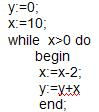 y:=0;
x:=10;
while x>0 do
begin
x:=x-2;
y:=y+x
end;